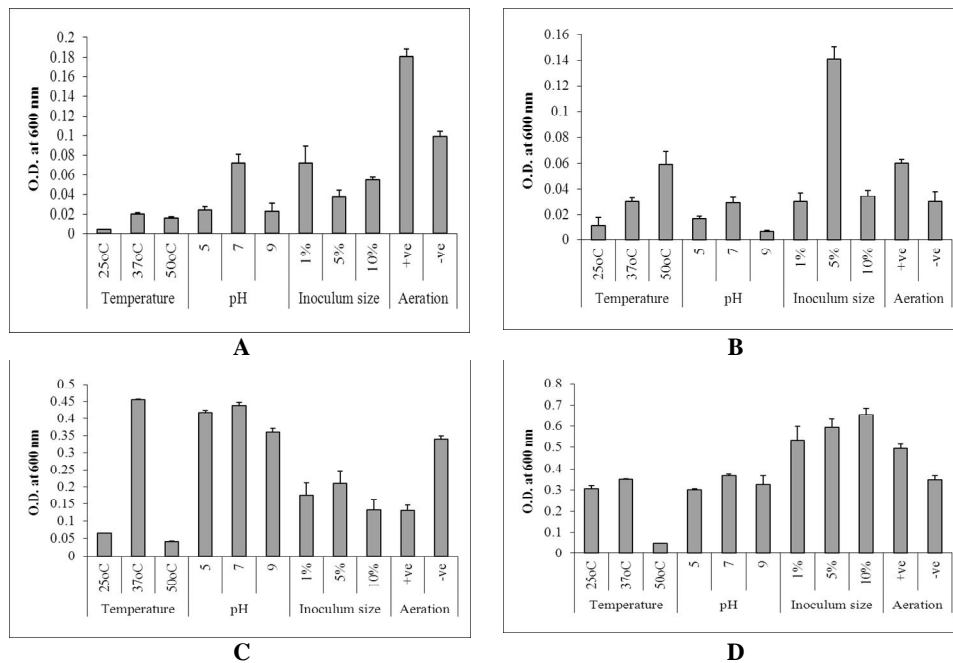 0.2
0.18
0.16
0.14
0.12
0.1
0.08
0.06
0.04
0.02
0
O.D. at 600 nm
25oC
37oC
50oC
5
7
9
1%
5%
10%
+ve
-ve
Temperature
pH
Inoculum size
Aeration
A
0.16
0.14
0.12
0.1
0.08
0.06
0.04
0.02
0
O.D. at 600 nm
25oC
37oC
50oC
5
7
9
1%
5%
10%
+ve
-ve
Temperature
pH
Inoculum size
Aeration
B
0.5
0.45
0.4
0.35
0.3
0.25
0.2
0.15
0.1
0.05
0
O.D. at 600 nm
25oC
37oC
50oC
5
7
9
1%
5%
10%
+ve
-ve
Temperature
pH
Inoculum size
Aeration
C
0.8
0.7
0.6
0.5
0.4
0.3
0.2
0.1
0
O.D. at 600 nm
25oC
37oC
50oC
5
7
9
1%
5%
10%
+ve
-ve
Temperature
pH
Inoculum size
Aeration
D